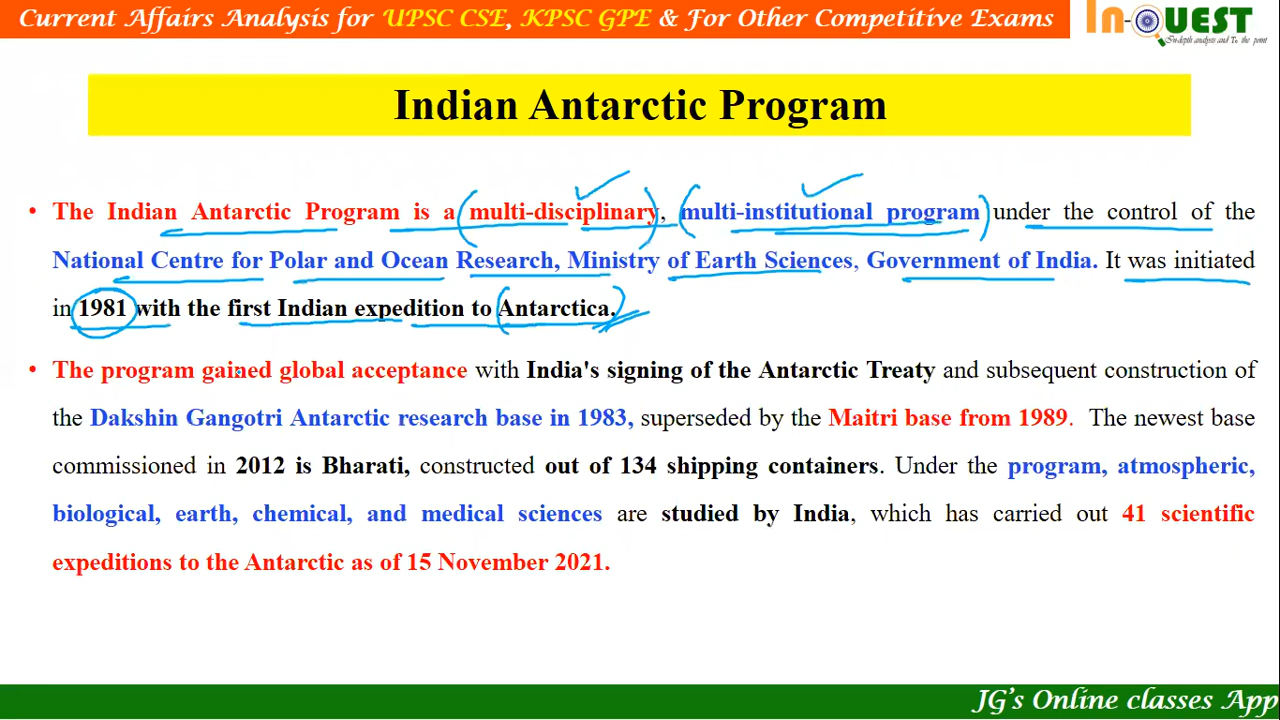 Current Affairs Analysis for UPSC CSE, KPSC GPE & For Other Competitive Exams
In-QUEST
In-depth analysis and To the point
Indian Antarctic Program
• The Indian Antarctic Program is a multi-disciplinary, multi-institutional program under the control of the
National Centre for Polar and Ocean Research, Ministry of Earth Sciences, Government of India. It was initiated
in 1981 with the first Indian expedition to Antarctica.
• The program gained global acceptance with India's signing of the Antarctic Treaty and subsequent construction of
the Dakshin Gangotri Antarctic research base in 1983, superseded by the Maitri base from 1989. The newest base
commissioned in 2012 is Bharati, constructed out of 134 shipping containers. Under the program, atmospheric,
biological, earth, chemical, and medical sciences are studied by India, which has carried out 41 scientific
expeditions to the Antarctic as of 15 November 2021.
JG's Online classes App